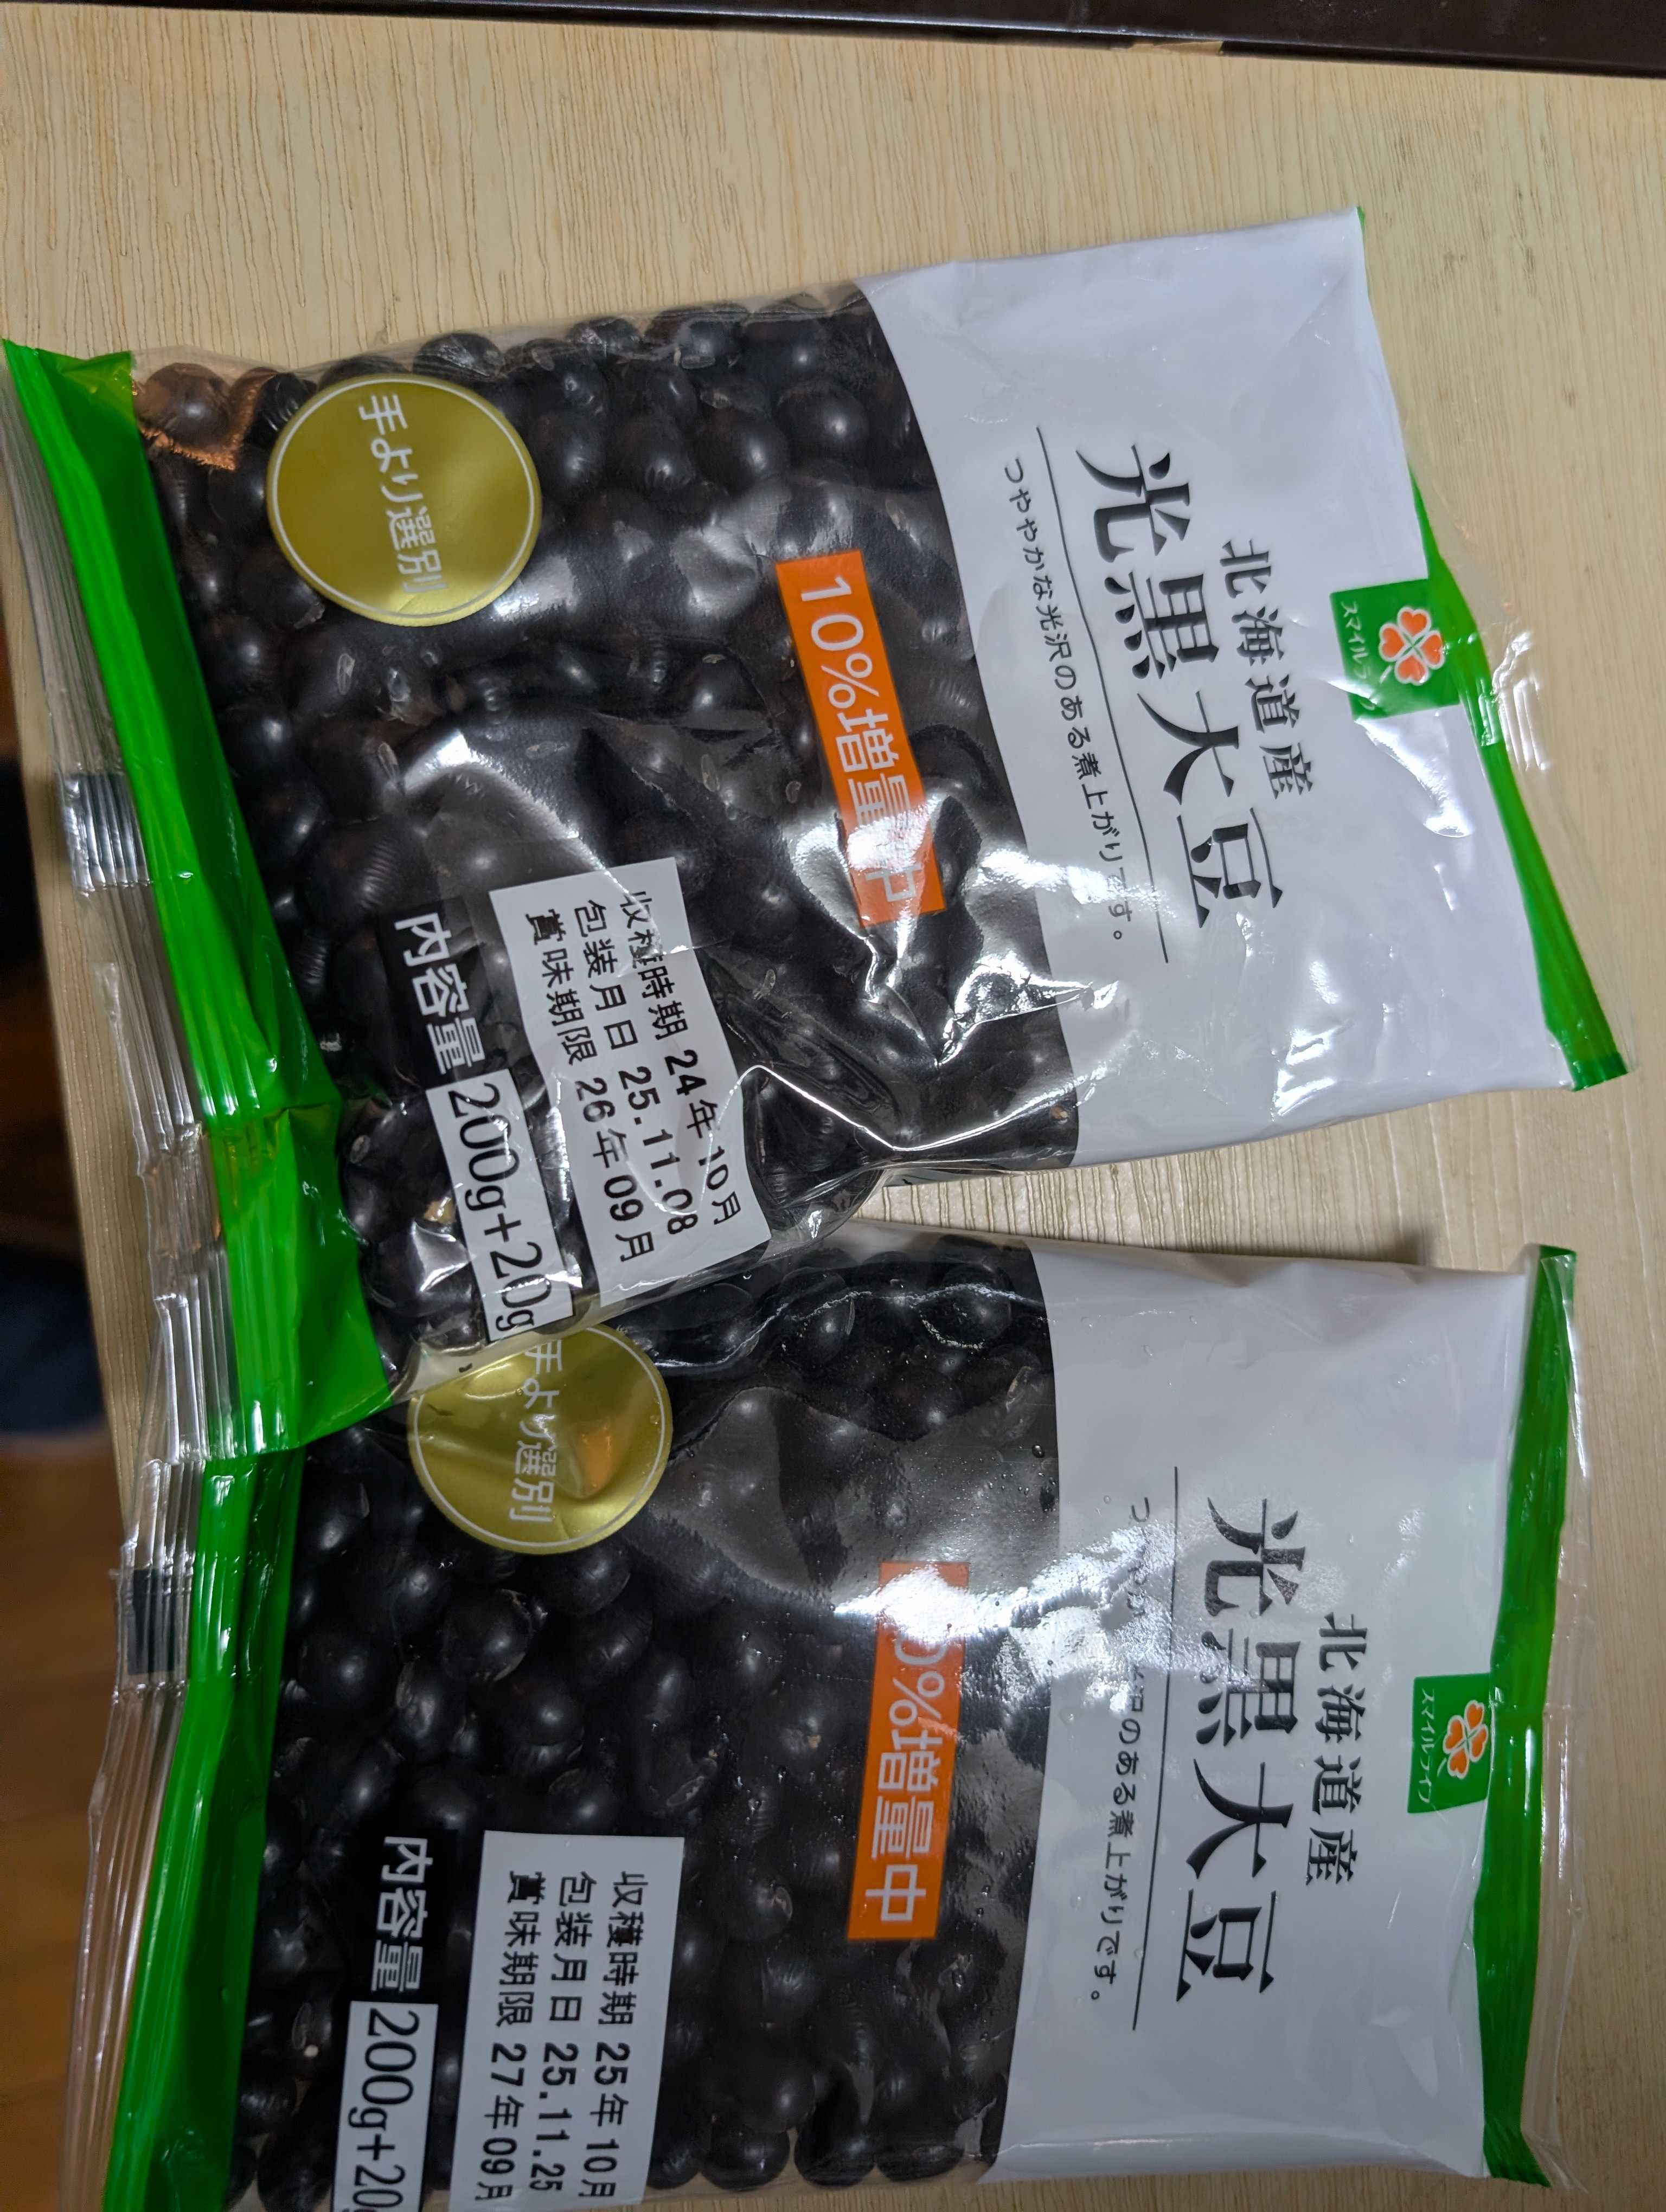 スマイルライフ
北海道産
光黒大豆
つややかな光沢のある煮上がりです。
10%増量中
手より選別
収穫時期 24年10月
包装月日 25.11.08
賞味期限 26年09月
内容量 200g+20g
スマイルライフ
北海道産
光黒大豆
のある煮上がりです。
0%増量中
手より選別
収穫時期 25年10月
包装月日 25.11.25
賞味期限 27年09月
内容量 200g+20g